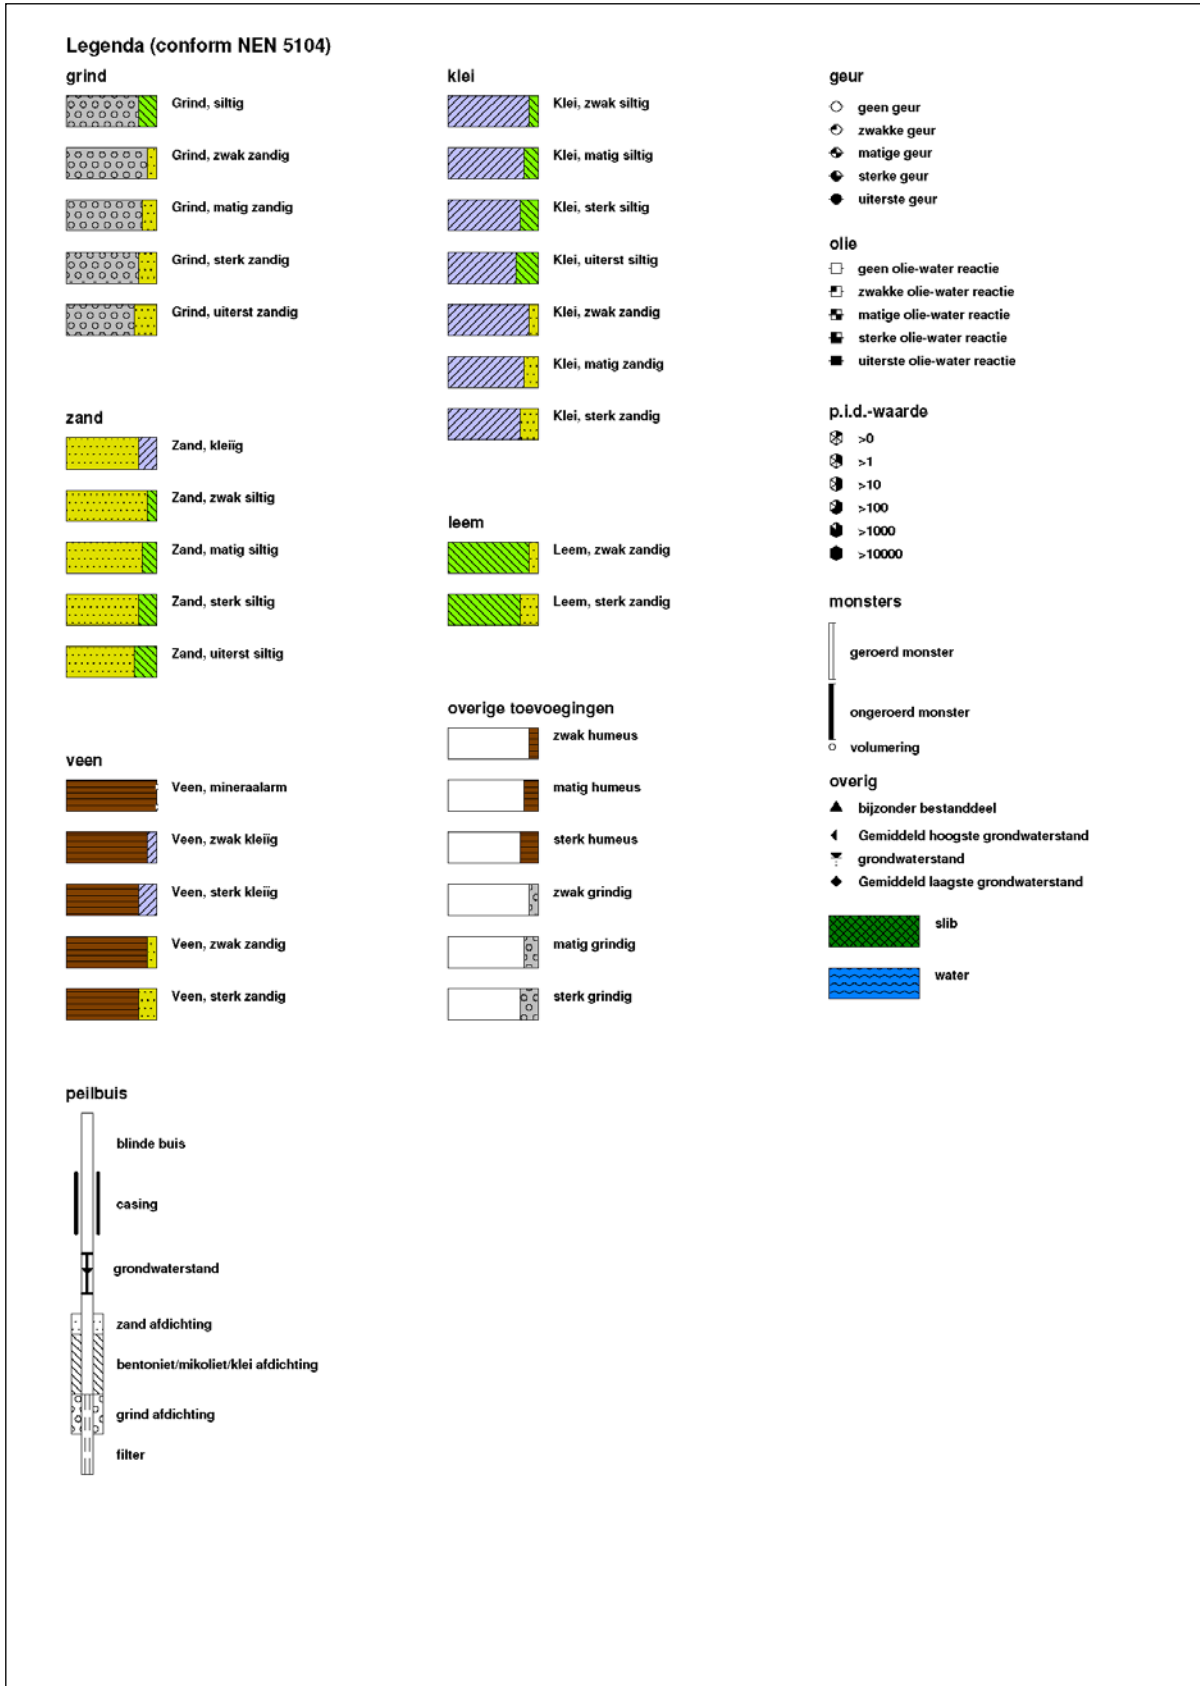 Legenda (conform NEN 5104)
grind
Grind, siltig
Grind, zwak zandig
Grind, matig zandig
Grind, sterk zandig
Grind, uiterst zandig
zand
Zand, kleiïg
Zand, zwak siltig
Zand, matig siltig
Zand, sterk siltig
Zand, uiterst siltig
veen
Veen, mineraalarm
Veen, zwak kleiïg
Veen, sterk kleiïg
Veen, zwak zandig
Veen, sterk zandig
peilbuis
blinde buis
casing
grondwaterstand
zand afdichting
bentoniet/mikoliet/klei afdichting
grind afdichting
filter
klei
Klei, zwak siltig
Klei, matig siltig
Klei, sterk siltig
Klei, uiterst siltig
Klei, zwak zandig
Klei, matig zandig
Klei, sterk zandig
leem
Leem, zwak zandig
Leem, sterk zandig
overige toevoegingen
zwak humeus
matig humeus
sterk humeus
zwak grindig
matig grindig
sterk grindig
geur
geen geur
zwakke geur
matige geur
sterke geur
uiterste geur
olie
geen olie-water reactie
zwakke olie-water reactie
matige olie-water reactie
sterke olie-water reactie
uiterste olie-water reactie
p.i.d.-waarde
>0
>1
>10
>100
>1000
>10000
monsters
geroerd monster
ongeroerd monster
volumering
overig
bijzonder bestanddeel
Gemiddeld hoogste grondwaterstand
grondwaterstand
Gemiddeld laagste grondwaterstand
slib
water